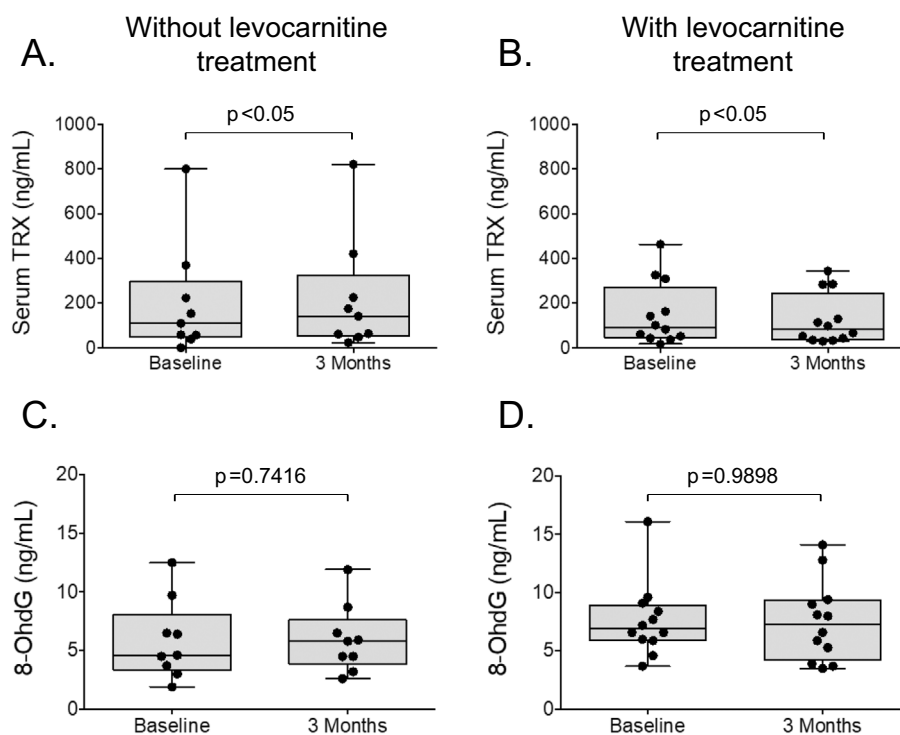 Without levocarnitine
treatment
With levocarnitine
treatment
A.
B.
p<0.05
p<0.05
Serum TRX (ng/mL)
1000
800
600
400
200
0
Baseline
3 Months
Serum TRX (ng/mL)
1000
800
600
400
200
0
Baseline
3 Months
C.
D.
p=0.7416
p=0.9898
8-OhdG (ng/mL)
20
15
10
5
0
Baseline
3 Months
8-OhdG (ng/mL)
20
15
10
5
0
Baseline
3 Months